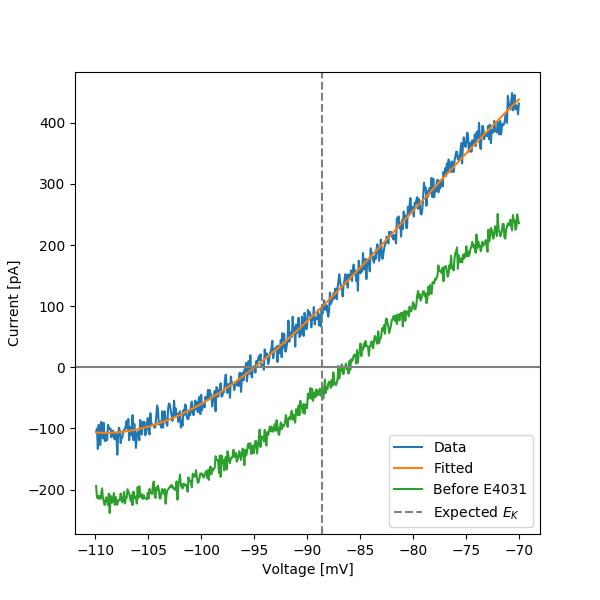 Current [pA]
400
300
200
100
0
−100
−200
−110
−105
−100
−95
−90
−85
−80
−75
−70
Voltage [mV]
Data
Fitted
Before E4031
Expected E_K